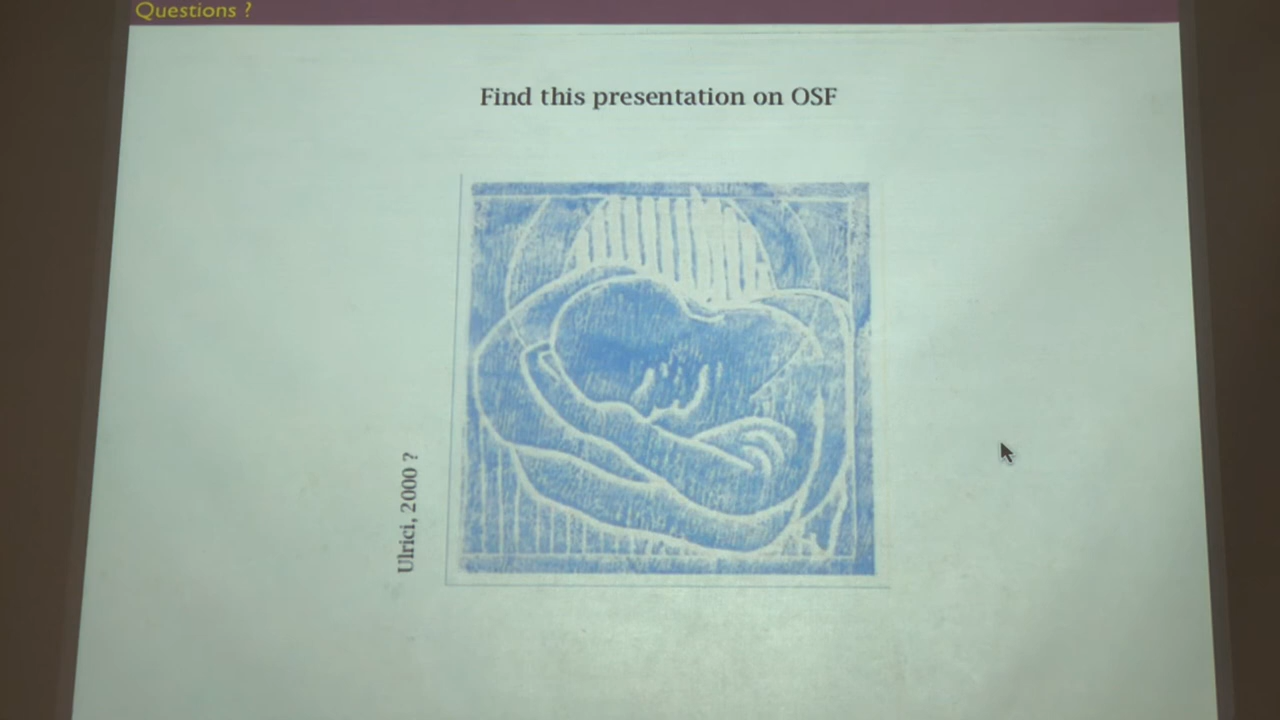 Questions ?
Find this presentation on OSF
Ulrici, 2000 ?